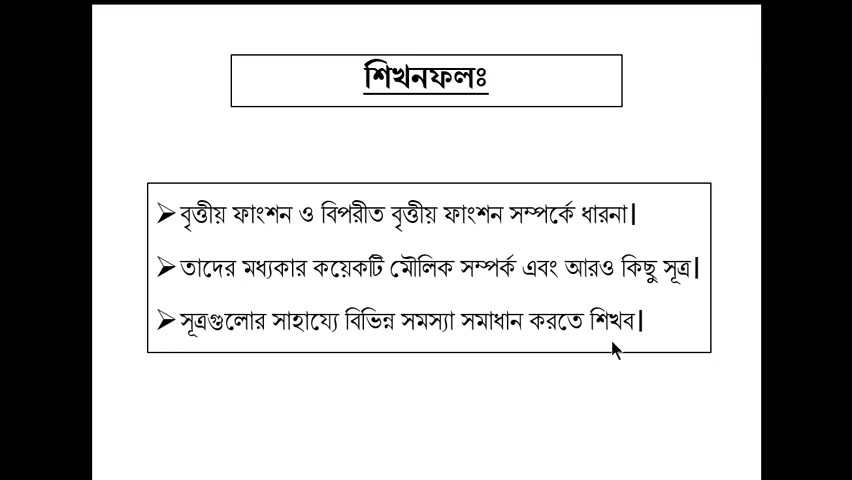 শিখনফলঃ
➢বৃত্তীয় ফাংশন ও বিপরীত বৃত্তীয় ফাংশন সম্পর্কে ধারনা।
➢তাদের মধ্যকার কয়েকটি মৌলিক সম্পর্ক এবং আরও কিছু সূত্র।
➢সূত্রগুলোর সাহায্যে বিভিন্ন সমস্যা সমাধান করতে শিখব।